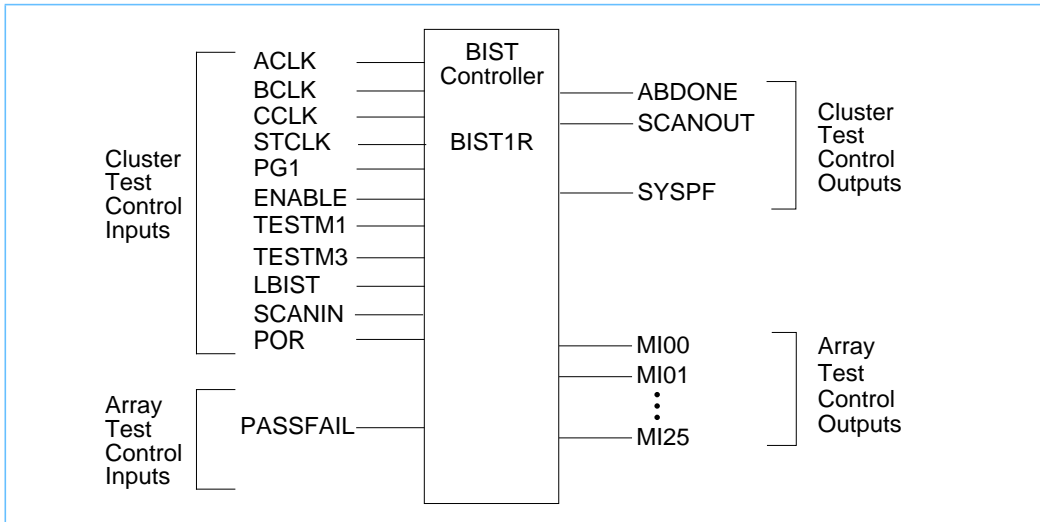 Cluster
Test
Control
Inputs
ACLK
BCLK
CCLK
STCLK
PG1
ENABLE
TESTM1
TESTM3
LBIST
SCANIN
POR
Array
Test
Control
Inputs
PASSFAIL
BIST
Controller
BIST1R
ABDONE
SCANOUT
SYSPF
Cluster
Test
Control
Outputs
MI00
MI01
MI25
Array
Test
Control
Outputs